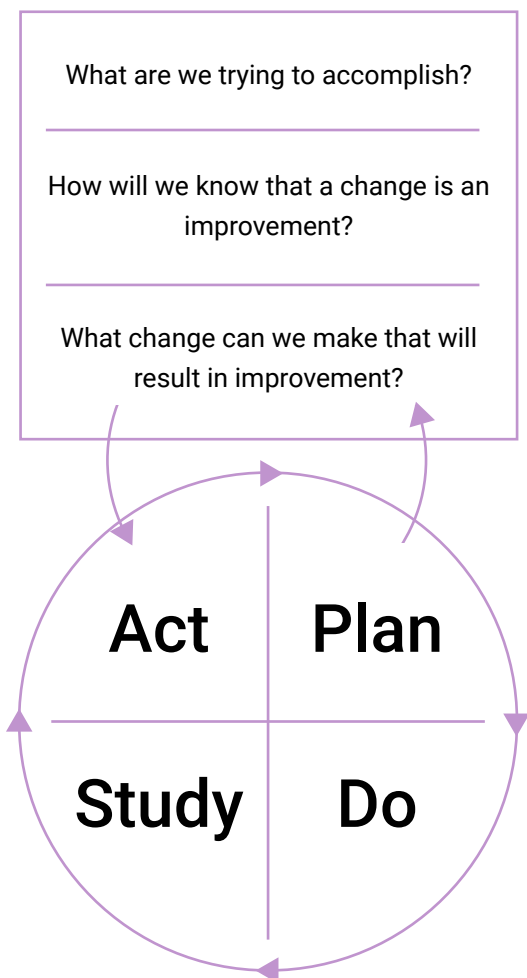 What are we trying to accomplish?
How will we know that a change is an
improvement?
What change can we make that will
result in improvement?
Act
Plan
Study
Do